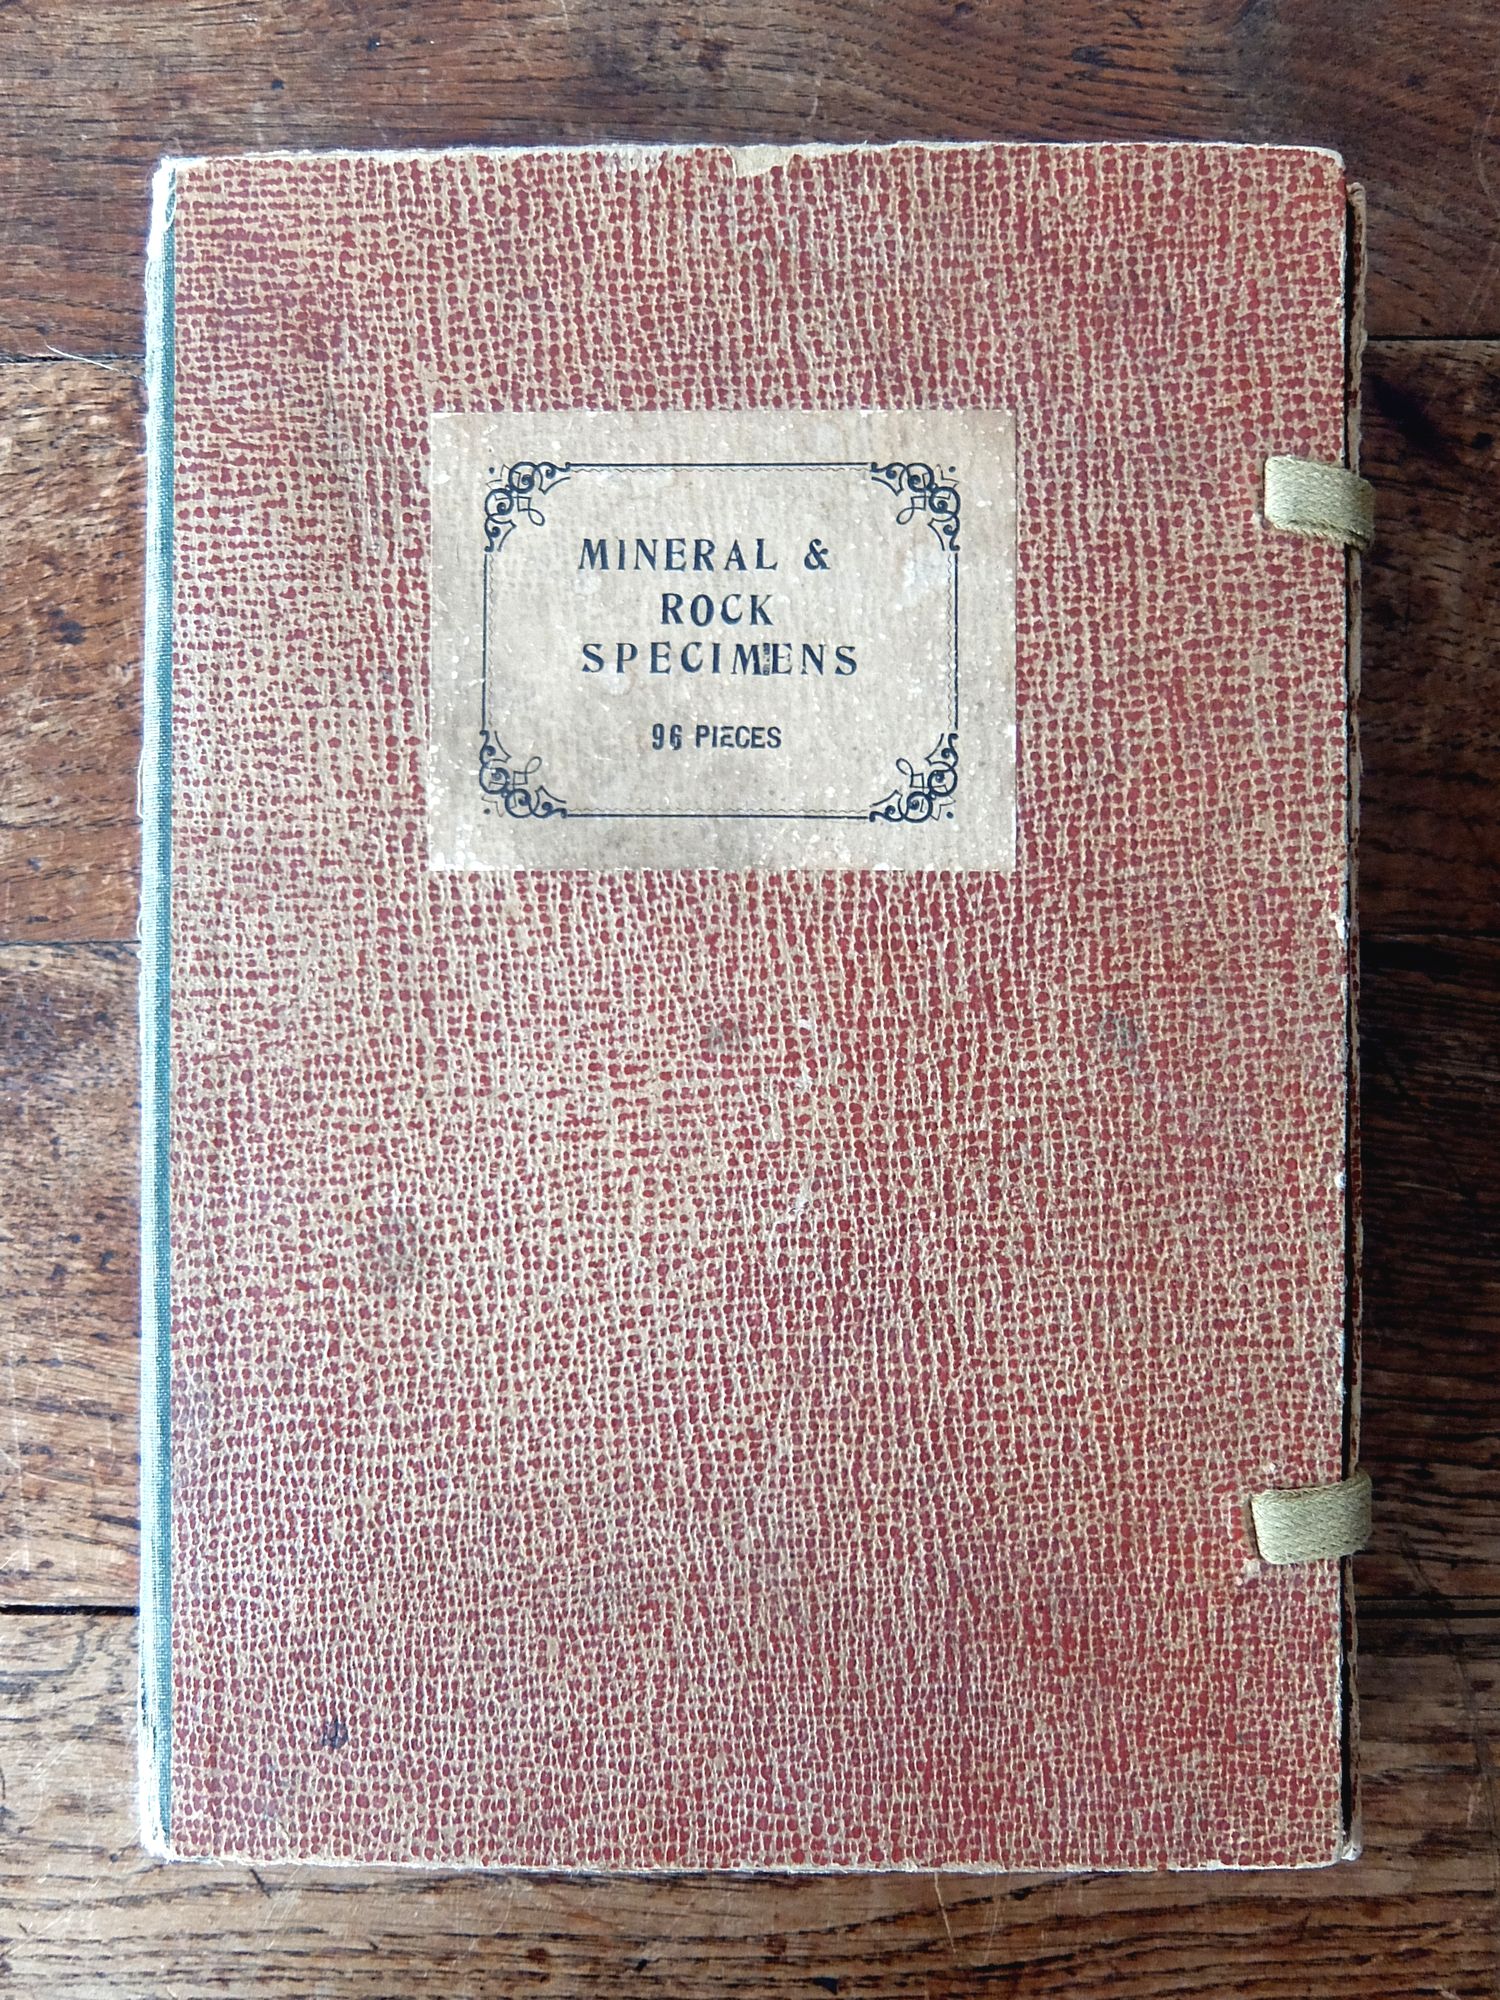 MINERAL &
ROCK
SPECIMENS
96 PIECES